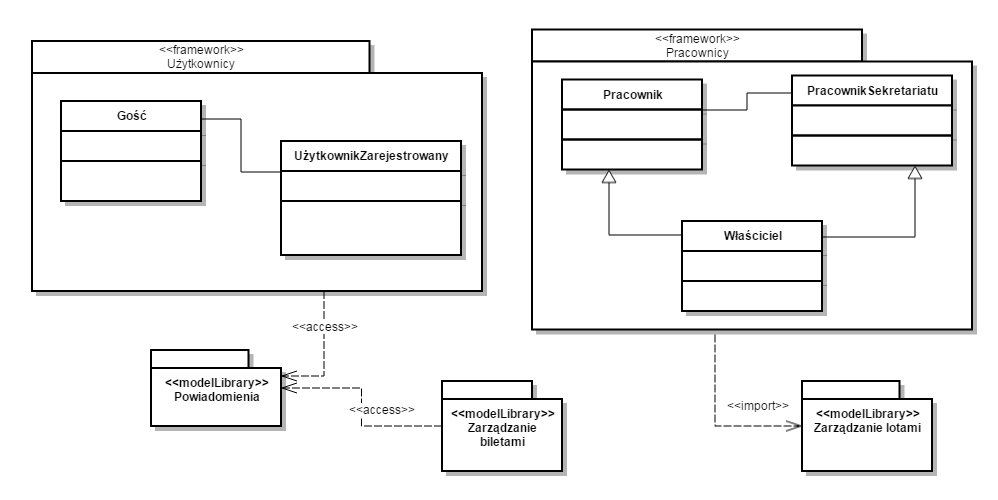 <<framework>>
Użytkownicy
Gość
UżytkownikZarejestrowany
<<framework>>
Pracownicy
Pracownik
PracownikSekretariatu
Właściciel
<<access>>
<<modelLibrary>>
Powiadomienia
<<access>>
<<modelLibrary>>
Zarządzanie
biletami
<<import>>
<<modelLibrary>>
Zarządzanie lotami